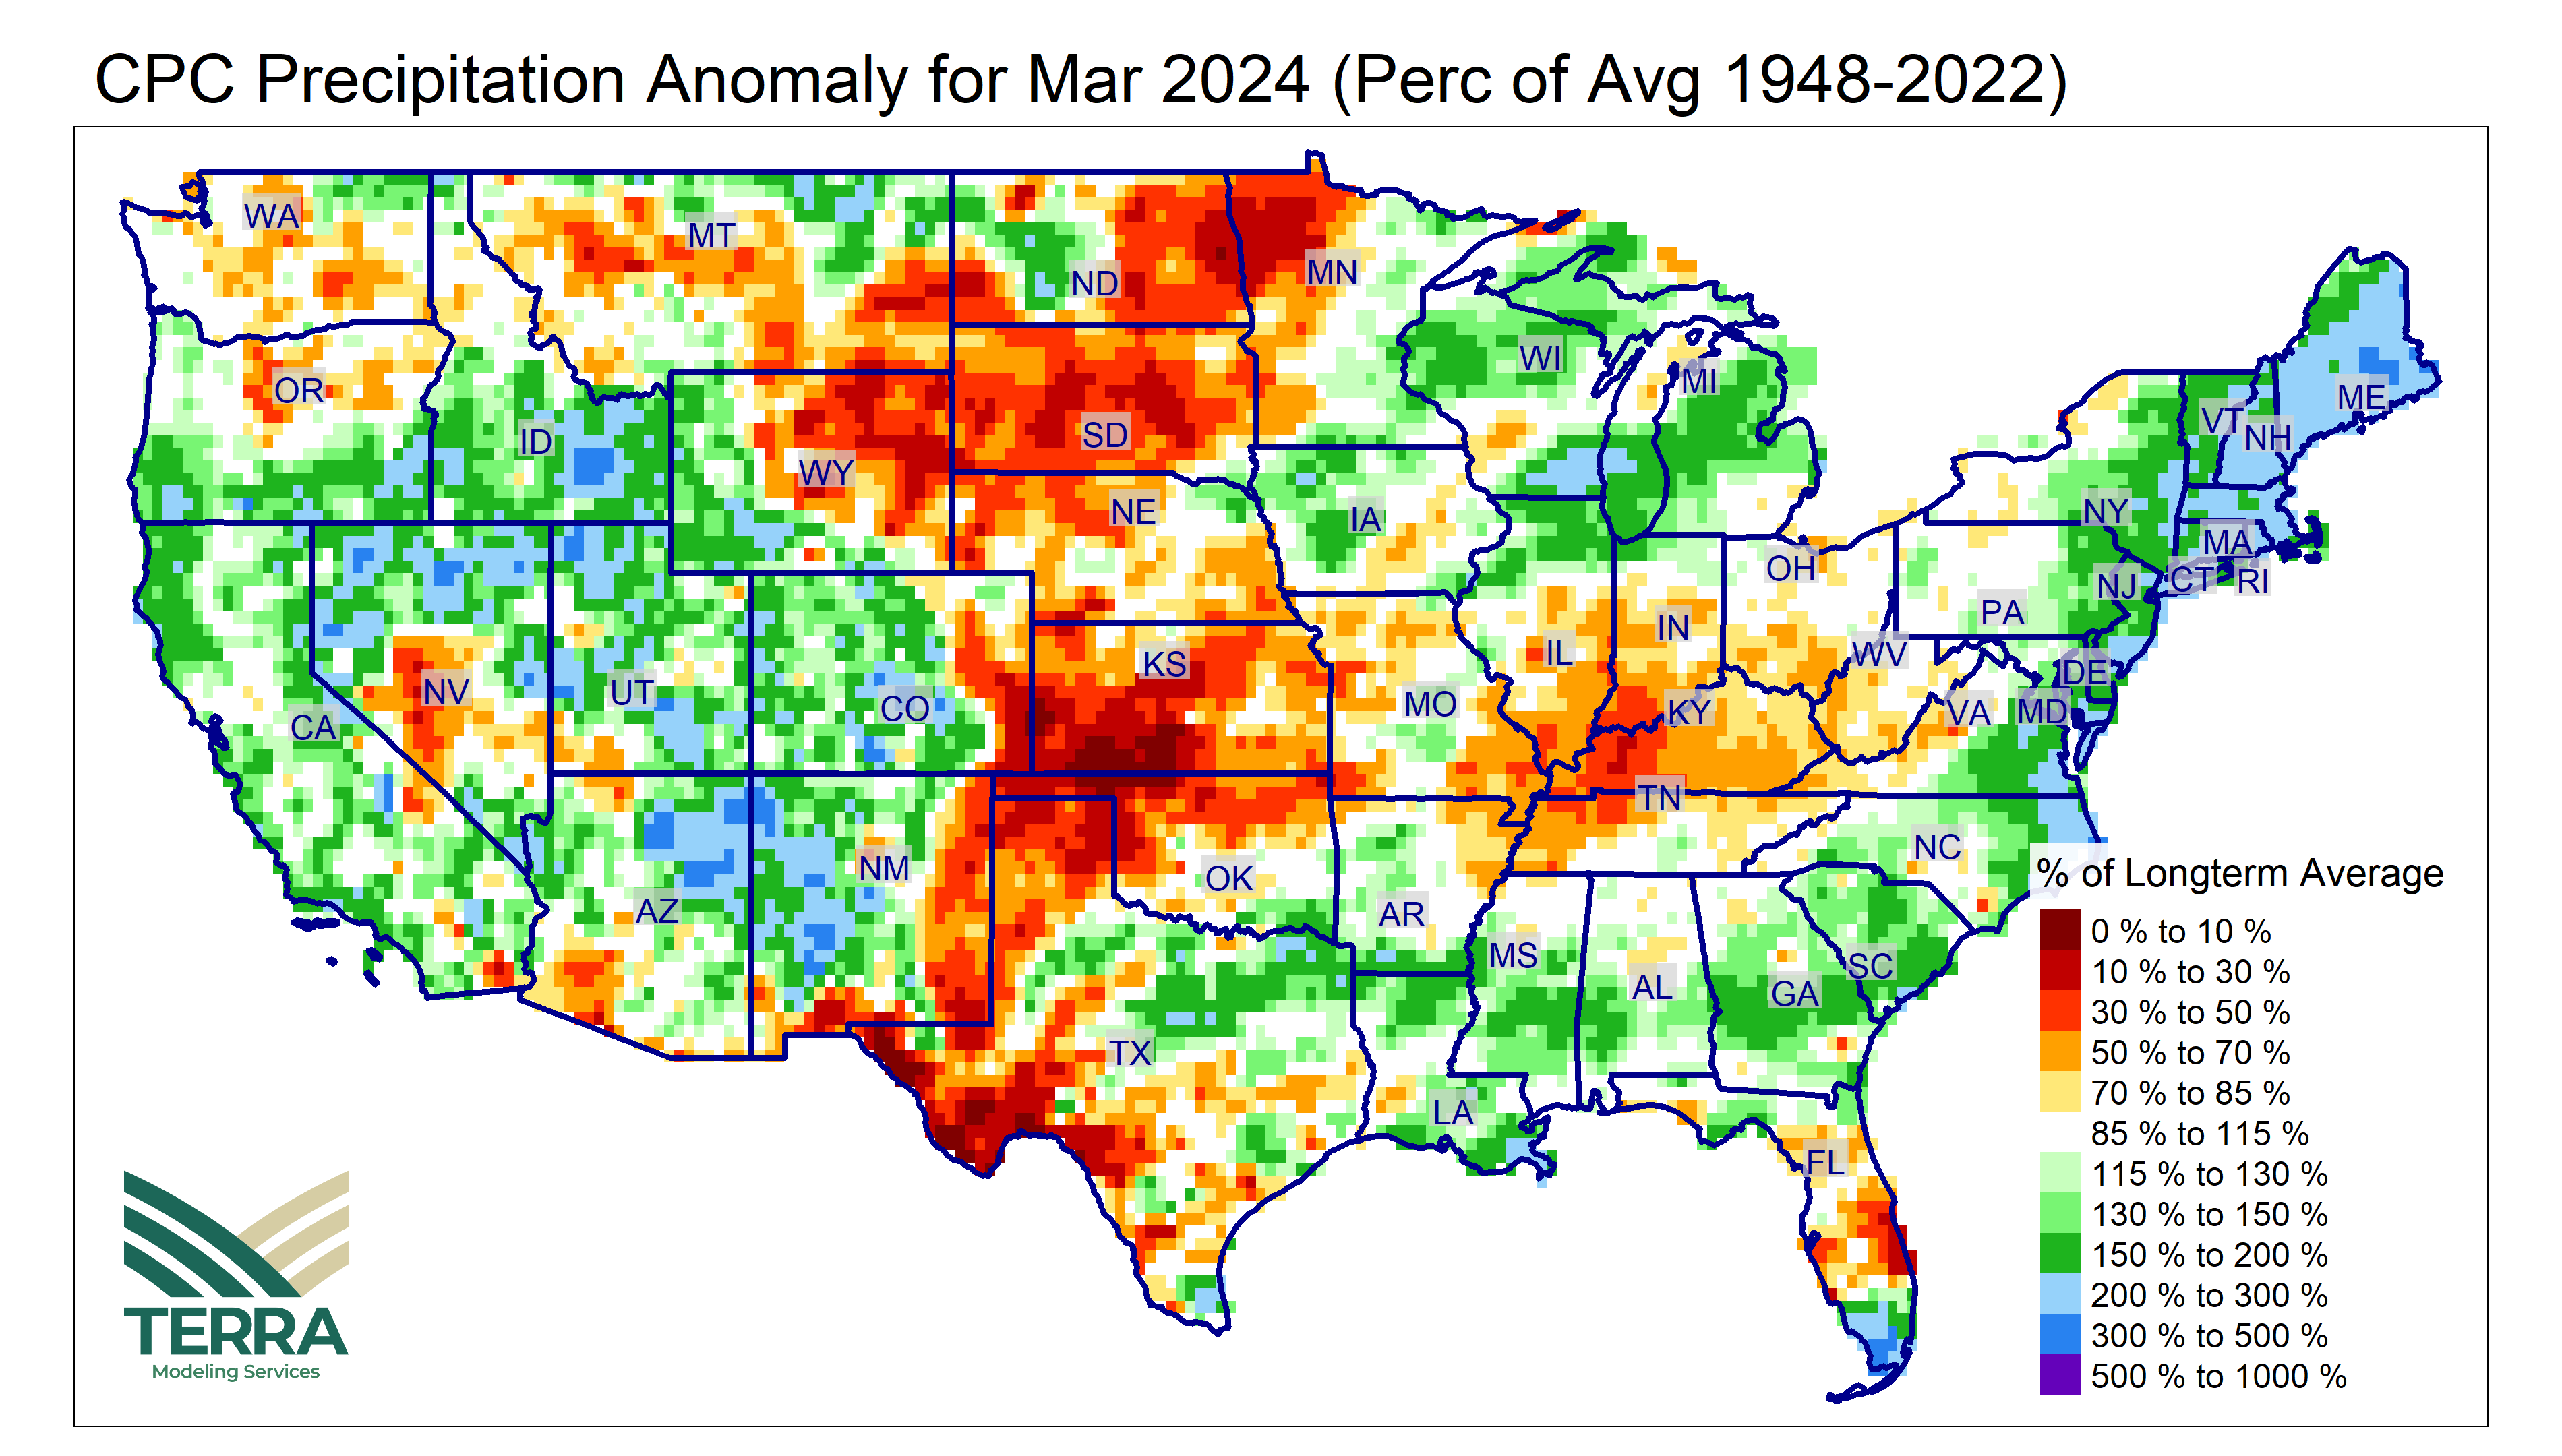 CPC Precipitation Anomaly for Mar 2024 (Perc of Avg 1948-2022)
WA
MT
ND
MN
OR
ID
WY
SD
WI
MI
VT
NH
ME
NE
IA
NY
MA
OH
NJ
CT
RI
PA
IN
IL
WV
KS
NV
UT
CO
MO
KY
VA
MD
DE
CA
TN
NC
NM
OK
AZ
AR
MS
AL
GA
SC
TX
LA
FL
% of Longterm Average
0 % to 10 %
10 % to 30 %
30 % to 50 %
50 % to 70 %
70 % to 85 %
85 % to 115 %
115 % to 130 %
130 % to 150 %
150 % to 200 %
200 % to 300 %
300 % to 500 %
500 % to 1000 %
TERRA
Modeling Services